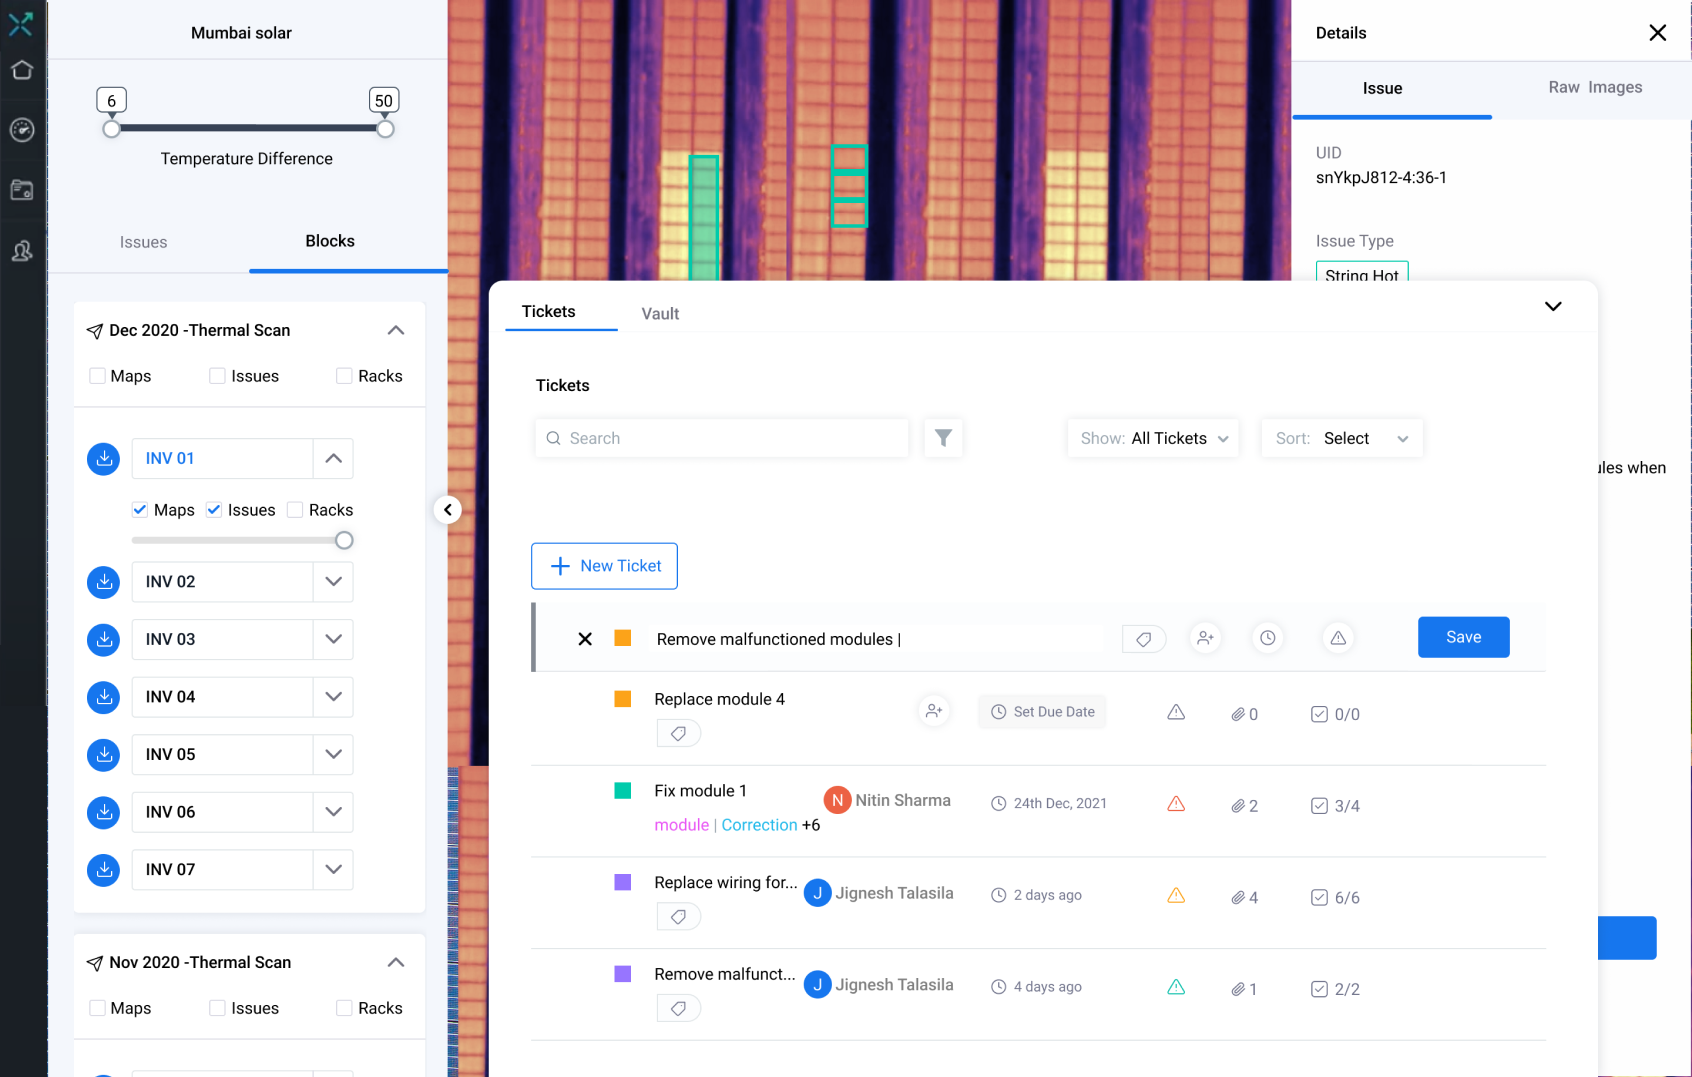 Mumbai solar
6
50
Temperature Difference
Issues
Blocks
Dec 2020 -Thermal Scan
Maps
Issues
Racks
INV 01
Maps
Issues
Racks
INV 02
INV 03
INV 04
INV 05
INV 06
INV 07
Nov 2020 -Thermal Scan
Maps
Issues
Racks
Details
Issue
Raw Images
UID
snYkpJ812-4:36-1
Issue Type
String Hot
when
Tickets
Vault
Tickets
Search
Show: All Tickets
Sort: Select
New Ticket
Remove malfunctioned modules |
Save
Replace module 4
Set Due Date
0
0/0
Fix module 1
module | Correction +6
N Nitin Sharma
24th Dec, 2021
2
3/4
Replace wiring for...
J Jignesh Talasila
2 days ago
4
6/6
Remove malfunct...
J Jignesh Talasila
4 days ago
1
2/2